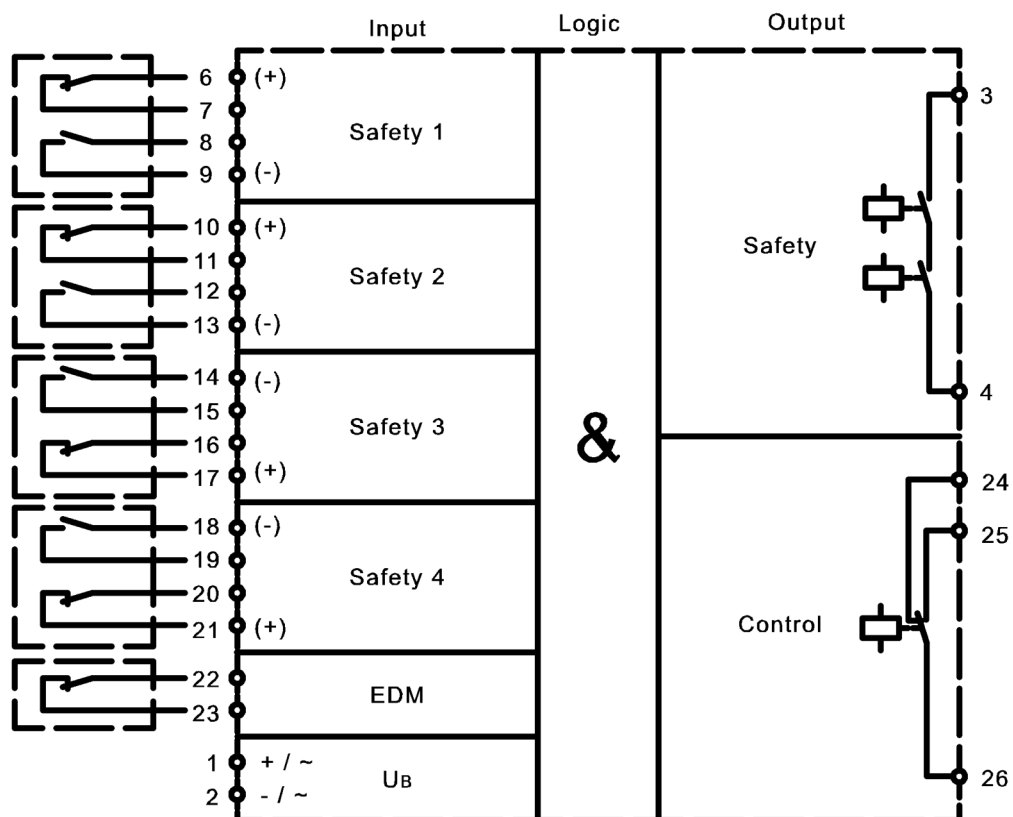 Input Logic Output
6 (+)
7
Safety 1
8
9 (-)
3
10 (+)
11
Safety 2
12
13 (-)
Safety
14 (-)
15
Safety 3
16
17 (+)
4
&
18 (-)
19
Safety 4
20
21 (+)
24
25
Control
22
EDM
23
1 + / ~
UB
2 - / ~
26